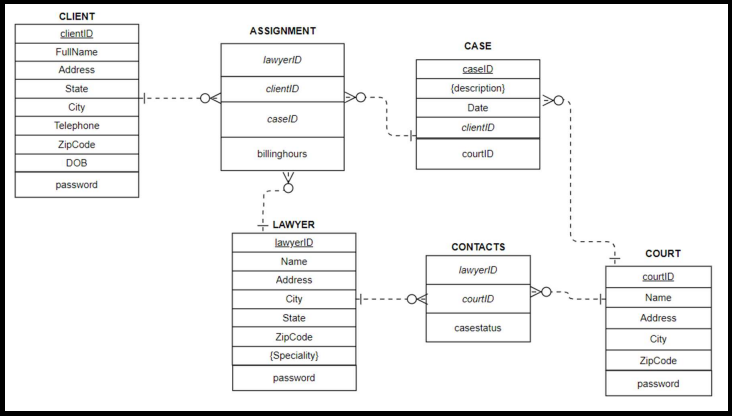 CLIENT
clientID
FullName
Address
State
City
Telephone
ZipCode
DOB
password
ASSIGNMENT
lawyerID
clientID
caseID
billinghours
CASE
caseID
{description}
Date
clientID
courtID
LAWYER
lawyerID
Name
Address
City
State
ZipCode
{Speciality}
password
CONTACTS
lawyerID
courtID
casestatus
COURT
courtID
Name
Address
City
ZipCode
password